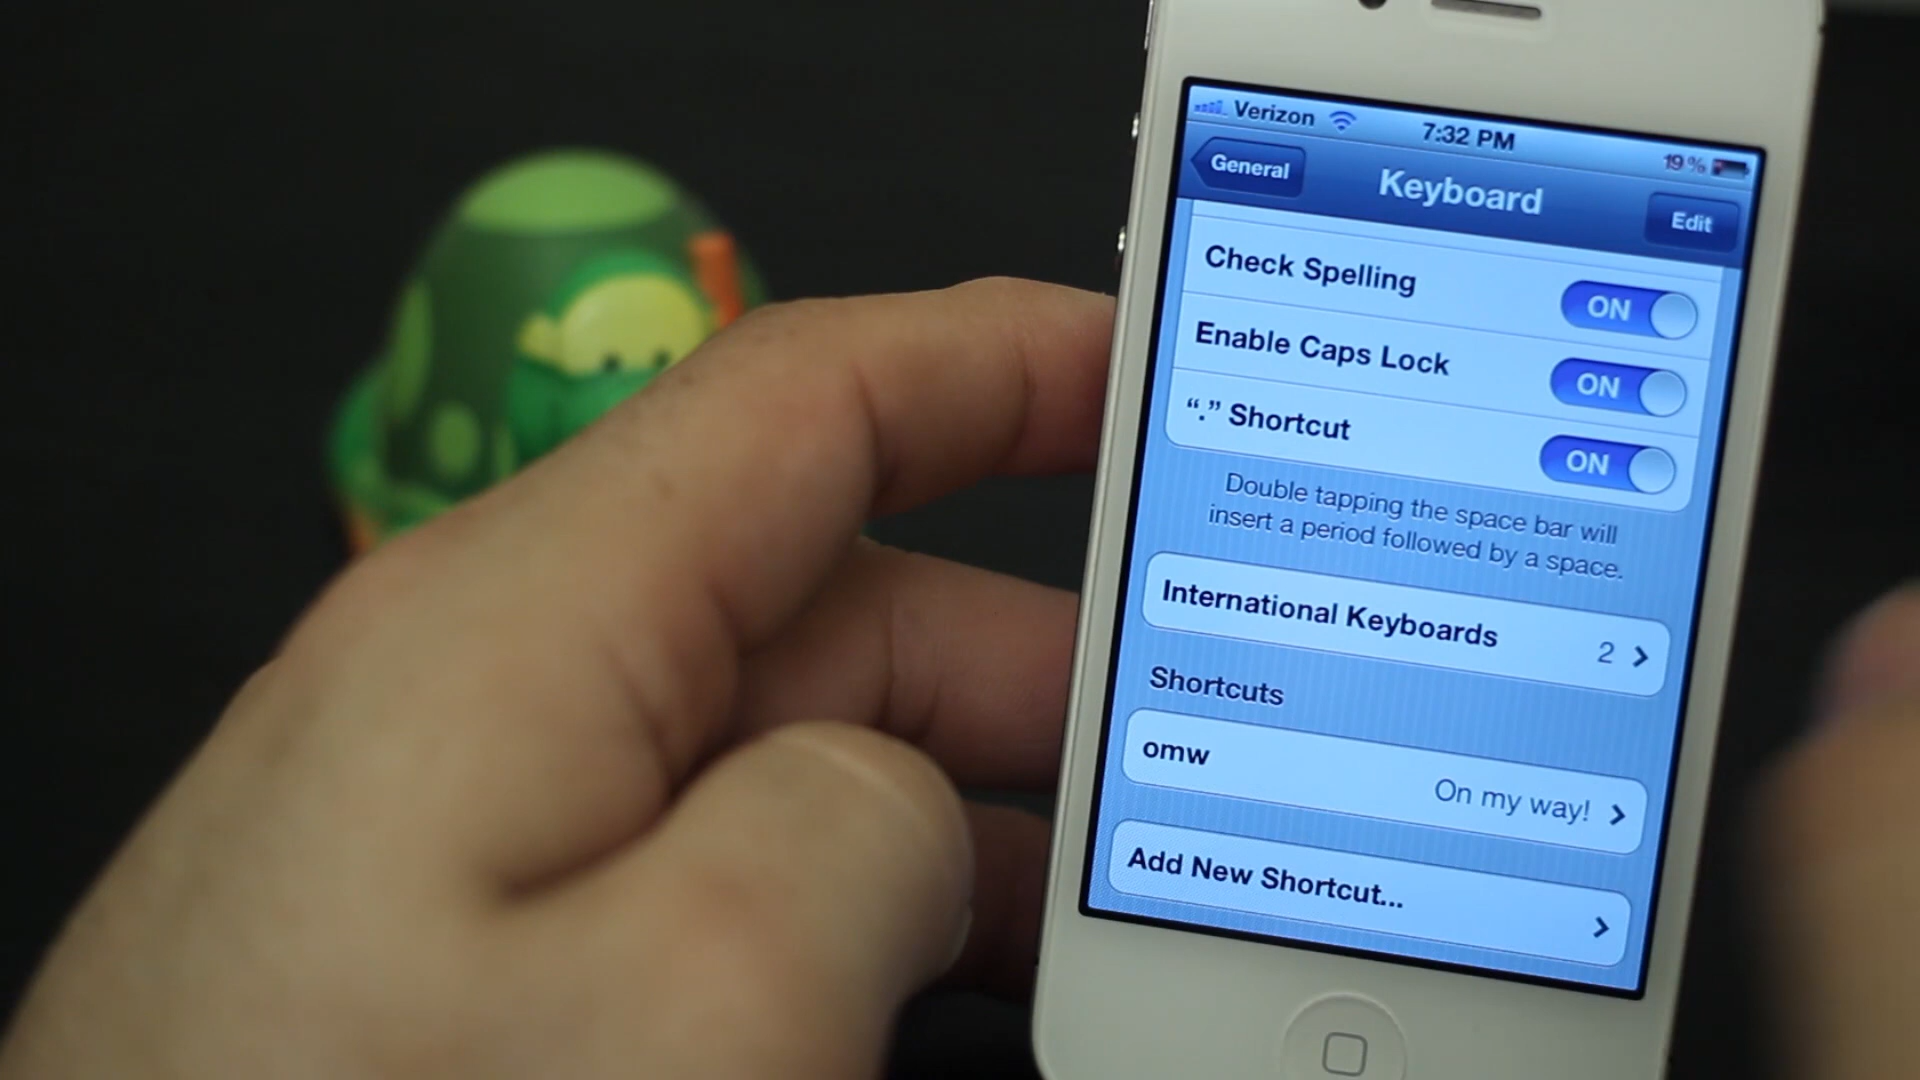 Verizon 7:32 PM 19%
General Keyboard Edit
Check Spelling ON
Enable Caps Lock ON
“.” Shortcut ON
Double tapping the space bar will
insert a period followed by a space.
International Keyboards 2
Shortcuts
omw On my way!
Add New Shortcut...